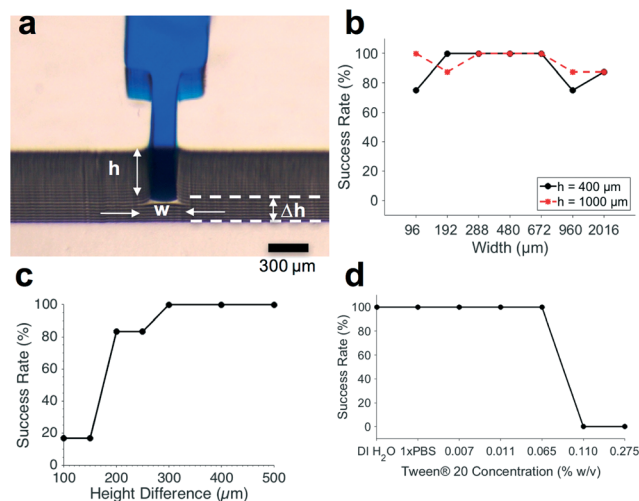 a
h
w
Δh
300 µm
b
Success Rate (%)
100
80
60
40
20
0
h = 400 µm
h = 1000 µm
96 192 288 480 672 960 2016
Width (µm)
c
Success Rate (%)
100
80
60
40
20
0
100 200 300 400 500
Height Difference (µm)
d
Success Rate (%)
100
80
60
40
20
0
DI H₂O 1xPBS 0.007 0.011 0.065 0.110 0.275
Tween® 20 Concentration (% w/v)